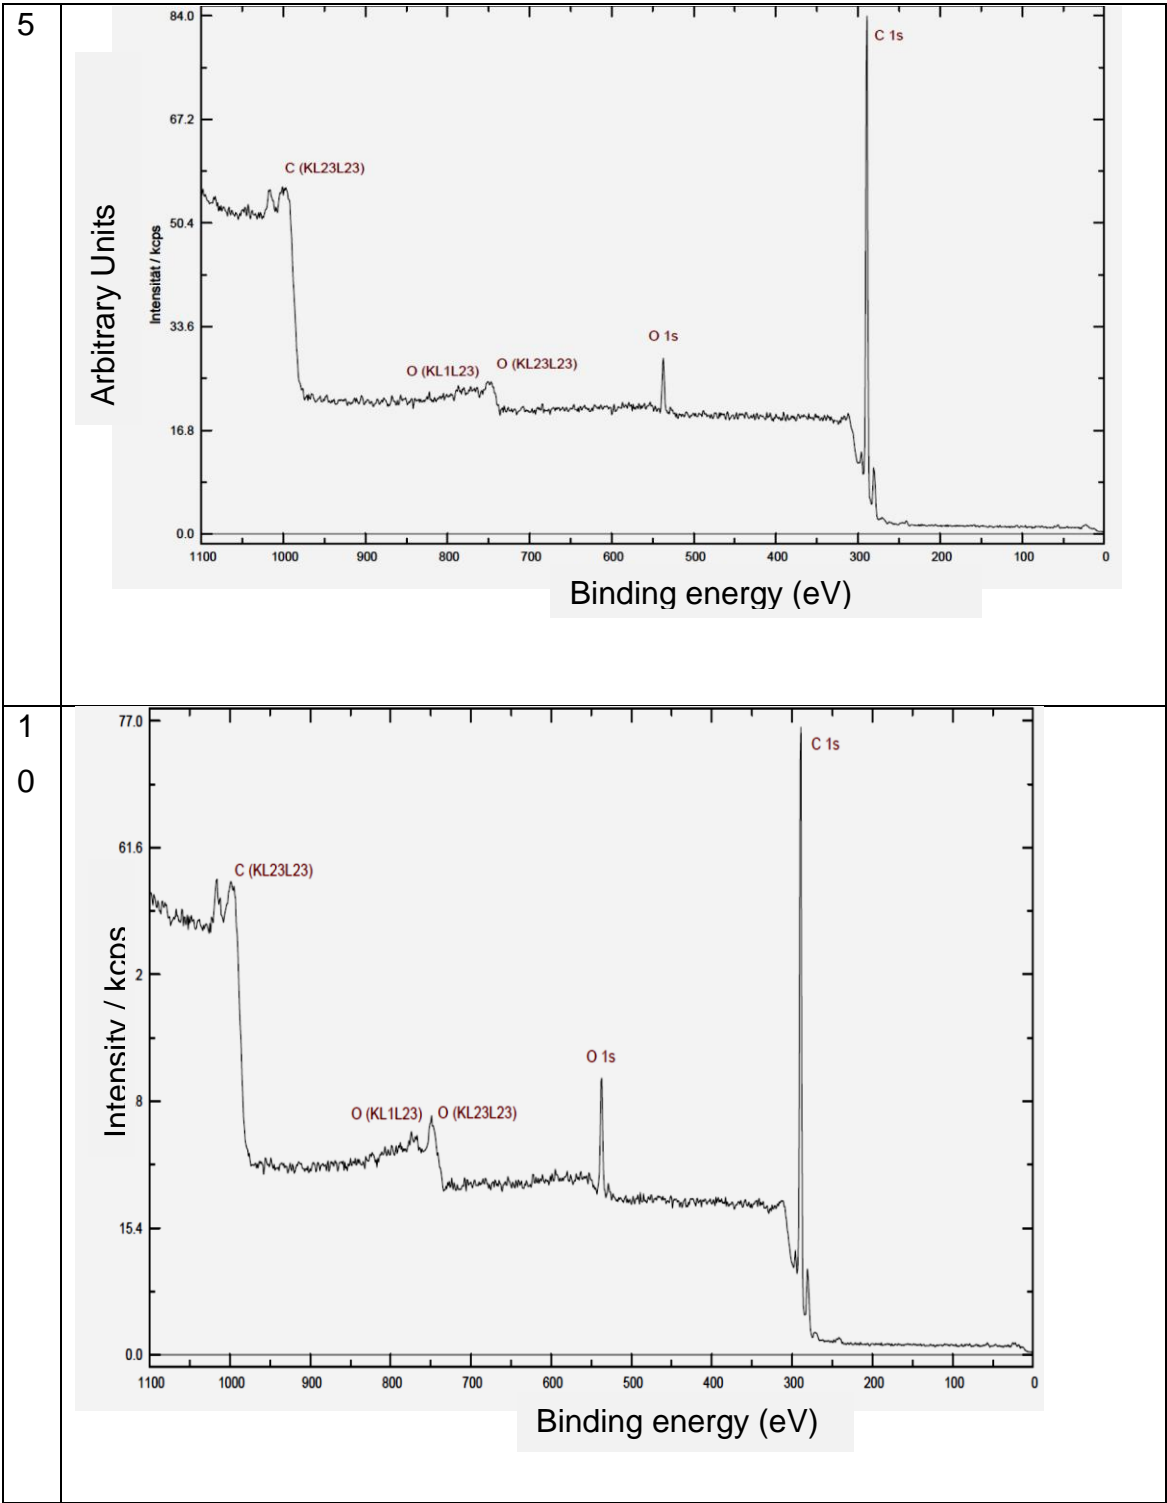 5
84.0
C 1s
67.2
C (KL23L23)
50.4
Arbitrary Units
Intensität / kcps
33.6
O 1s
O (KL1L23)
O (KL23L23)
16.8
0.0
1100 1000 900 800 700 600 500 400 300 200 100 0
Binding energy (eV)
1
0
77.0
C 1s
61.6
C (KL23L23)
2
Intensity / kcps
O 1s
8
O (KL1L23)
O (KL23L23)
15.4
0.0
1100 1000 900 800 700 600 500 400 300 200 100 0
Binding energy (eV)